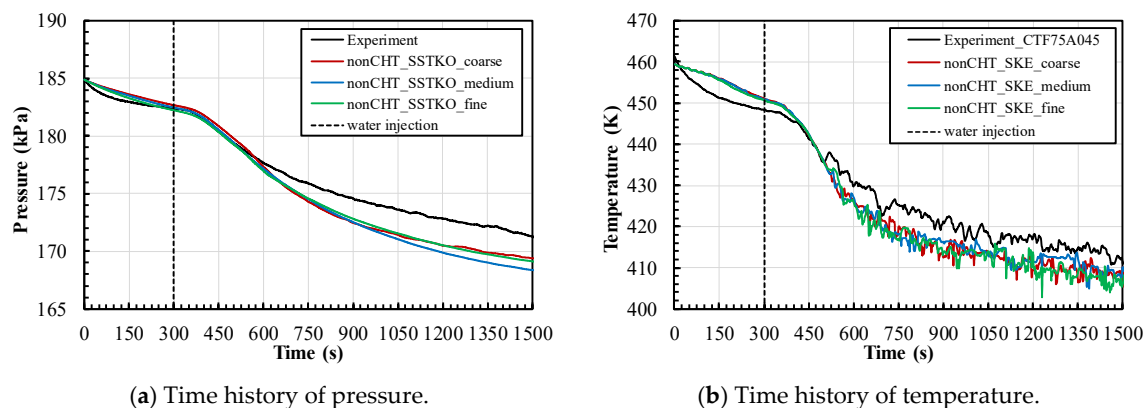 190
185
180
175
170
165
Pressure (kPa)
Experiment
nonCHT_SSTKO_coarse
nonCHT_SSTKO_medium
nonCHT_SSTKO_fine
water injection
0 150 300 450 600 750 900 1050 1200 1350 1500
Time (s)
(a) Time history of pressure.
470
460
450
440
430
420
410
400
Temperature (K)
Experiment_CTF75A045
nonCHT_SKE_coarse
nonCHT_SKE_medium
nonCHT_SKE_fine
water injection
0 150 300 450 600 750 900 1050 1200 1350 1500
Time (s)
(b) Time history of temperature.